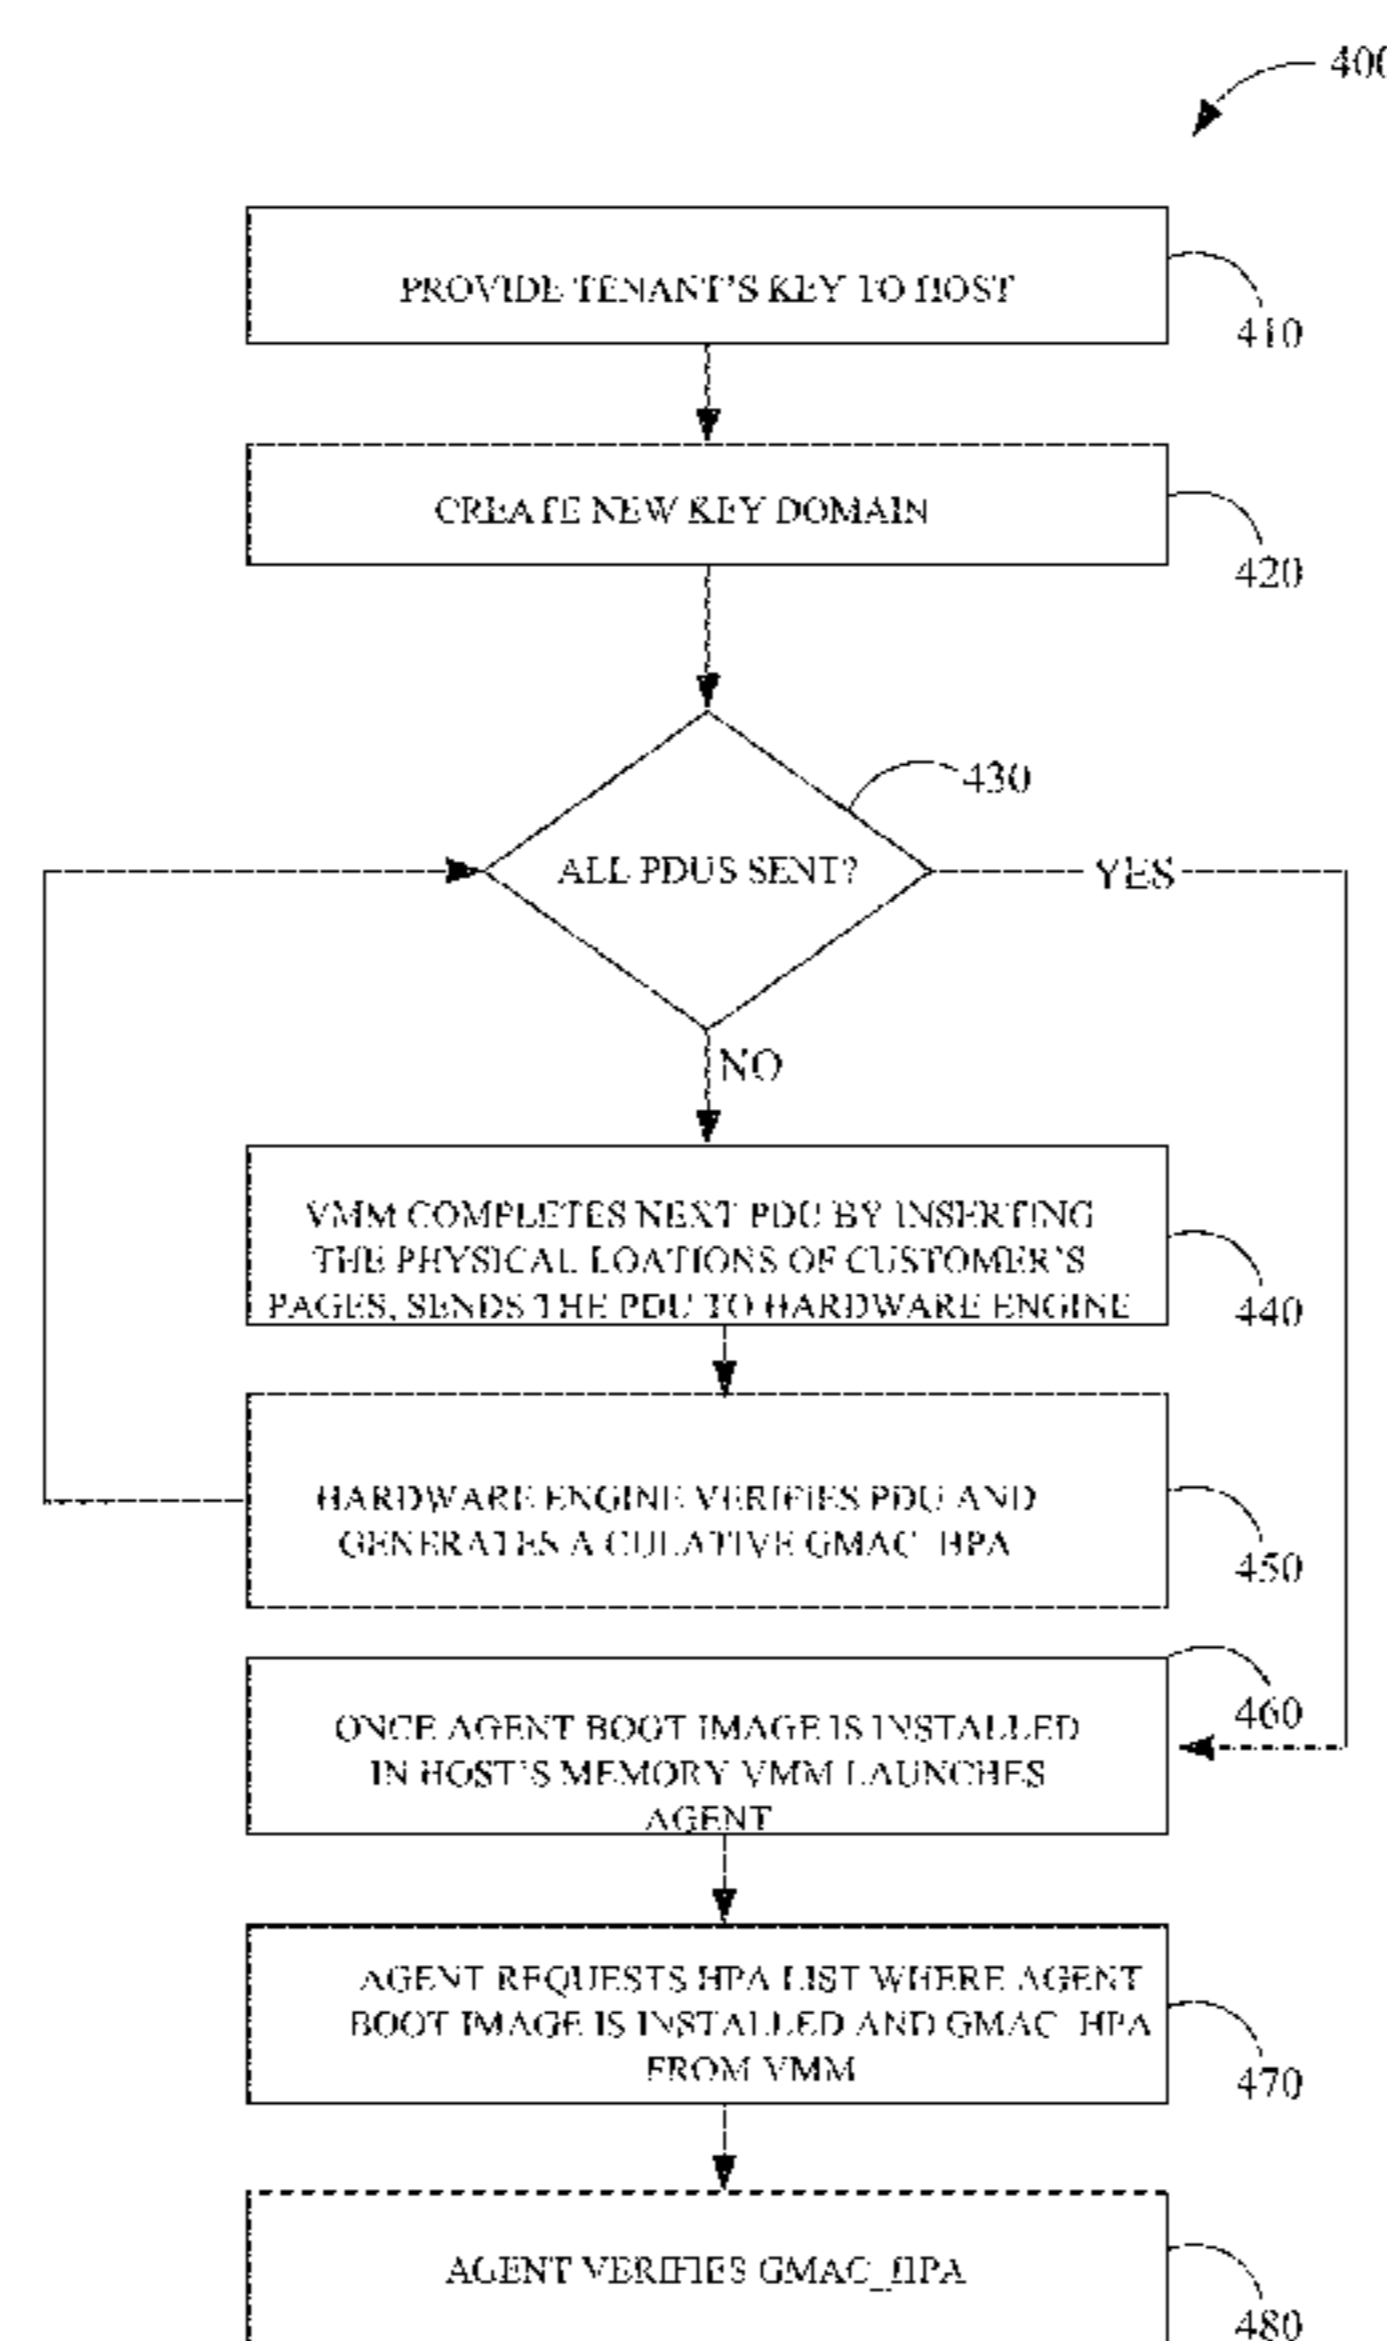 400
PROVIDE TENANT'S KEY TO HOST
410
CREATE NEW KEY DOMAIN
420
430
ALL PDUS SENT?
YES
NO
VMM COMPLETES NEXT PDU BY INSERTING
THE PHYSICAL LOATIONS OF CUSTOMER'S
PAGES, SENDS THE PDU TO HARDWARE ENGINE
440
HARDWARE ENGINE VERIFIES PDU AND
GENERATES A CULATIVE GMAC_HPA
450
460
ONCE AGENT BOOT IMAGE IS INSTALLED
IN HOST'S MEMORY VMM LAUNCHES
AGENT
AGENT REQUESTS HPA LIST WHERE AGENT
BOOT IMAGE IS INSTALLED AND GMAC_HPA
FROM VMM
470
AGENT VERIFIES GMAC_HPA
480